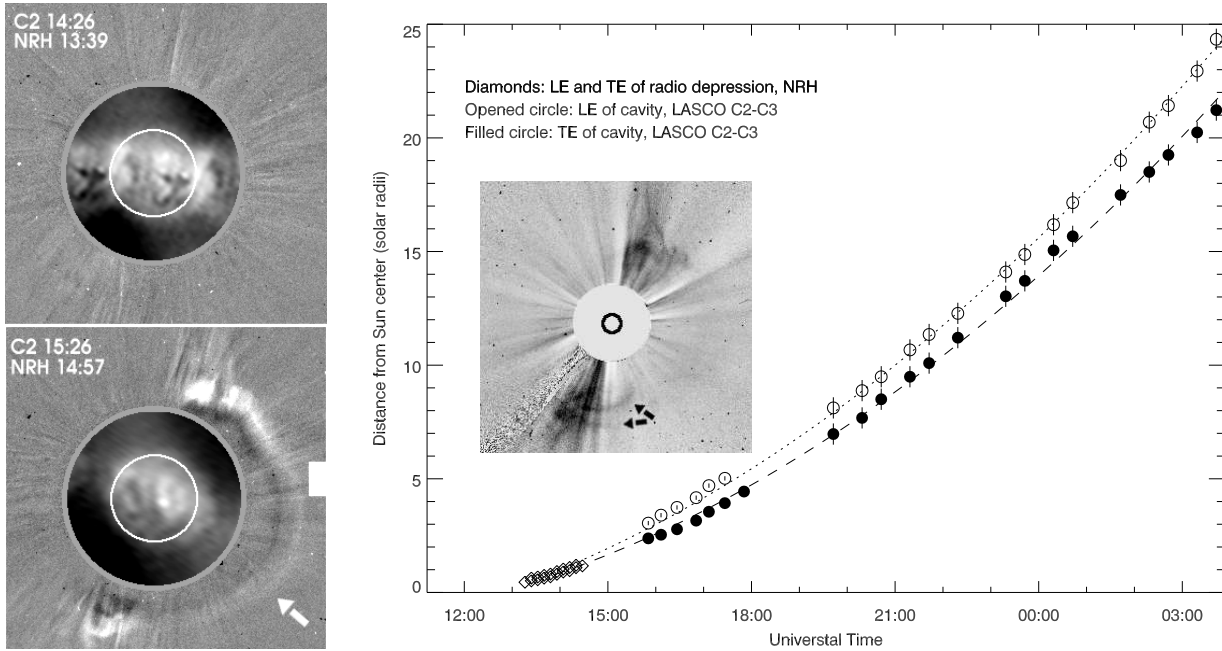 C2 14:26
NRH 13:39
C2 15:26
NRH 14:57
Diamonds: LE and TE of radio depression, NRH
Opened circle: LE of cavity, LASCO C2-C3
Filled circle: TE of cavity, LASCO C2-C3
Distance from Sun center (solar radii)
25
20
15
10
5
0
12:00
15:00
18:00
21:00
00:00
03:00
Universtal Time